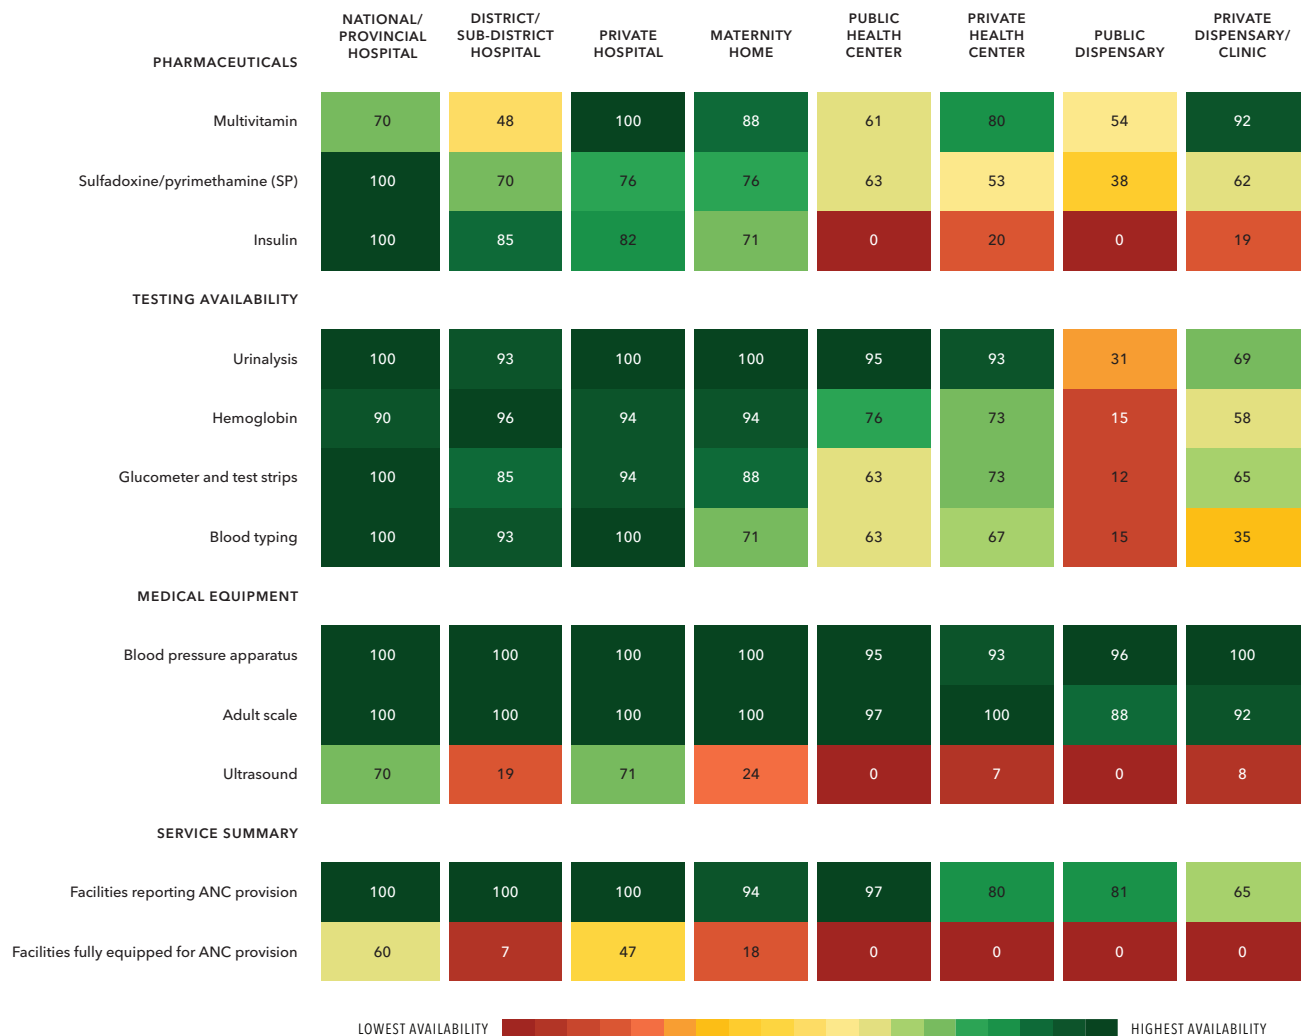 NATIONAL/
PROVINCIAL
HOSPITAL
DISTRICT/
SUB-DISTRICT
HOSPITAL
PRIVATE
HOSPITAL
MATERNITY
HOME
PUBLIC
HEALTH
CENTER
PRIVATE
HEALTH
CENTER
PUBLIC
DISPENSARY
PRIVATE
DISPENSARY/
CLINIC
PHARMACEUTICALS
Multivitamin 70 48 100 88 61 80 54 92
Sulfadoxine/pyrimethamine (SP) 100 70 76 76 63 53 38 62
Insulin 100 85 82 71 0 20 0 19
TESTING AVAILABILITY
Urinalysis 100 93 100 100 95 93 31 69
Hemoglobin 90 96 94 94 76 73 15 58
Glucometer and test strips 100 85 94 88 63 73 12 65
Blood typing 100 93 100 71 63 67 15 35
MEDICAL EQUIPMENT
Blood pressure apparatus 100 100 100 100 95 93 96 100
Adult scale 100 100 100 100 97 100 88 92
Ultrasound 70 19 71 24 0 7 0 8
SERVICE SUMMARY
Facilities reporting ANC provision 100 100 100 94 97 80 81 65
Facilities fully equipped for ANC provision 60 7 47 18 0 0 0 0
LOWEST AVAILABILITY HIGHEST AVAILABILITY